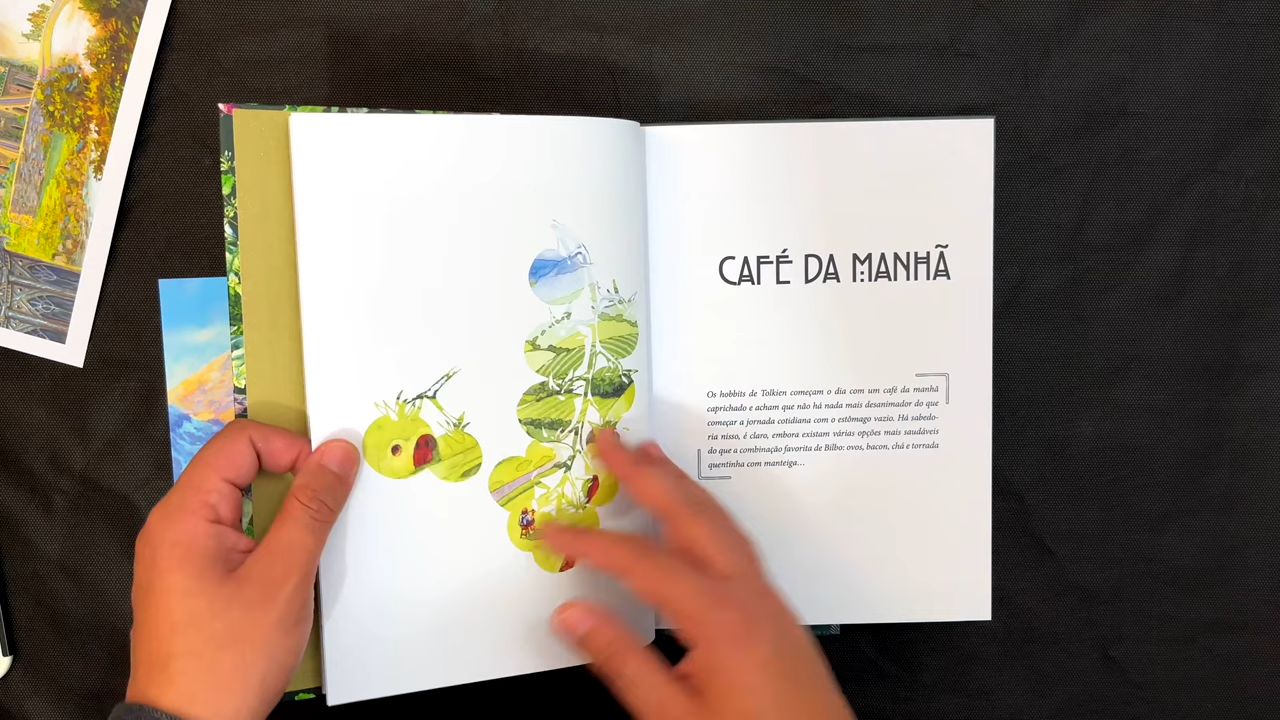 CAFÉ DA MANHÃ
Os hobbits de Tolkien começam o dia com um café da manhã
caprichado e acham que não há nada mais desanimador do que
começar a jornada cotidiana com o estômago vazio. Há sabedo-
ria nisso, é claro, embora existam várias opções mais saudáveis
do que a combinação favorita de Bilbo: ovos, bacon, chá e torrada
quentinha com manteiga...